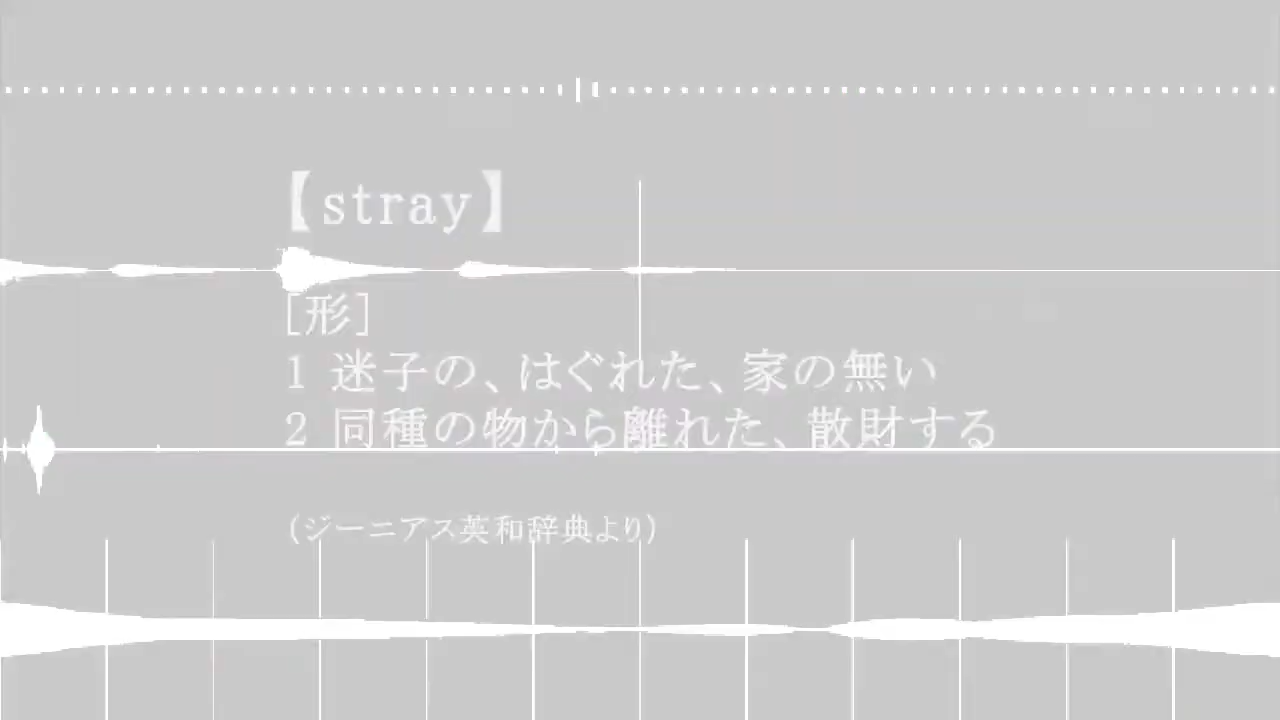 【stray】
[形]
1 迷子の、はぐれた、家の無い
2 同種の物から離れた、散財する
(ジーニアス英和辞典より)